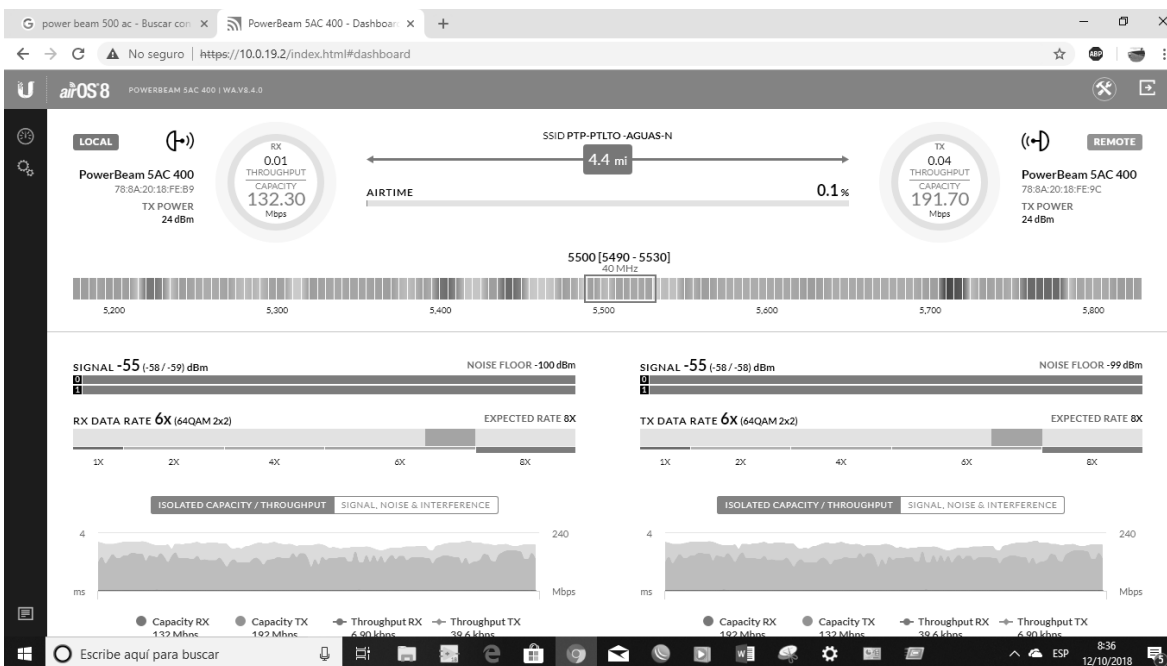 power beam 500 ac - Buscar con
PowerBeam 5AC 400 - Dashboar
No seguro | https://10.0.19.2/index.html#dashboard
ABP
airOS 8 POWERBEAM 5AC 400 | WA.V8.4.0
LOCAL
PowerBeam 5AC 400
78:8A:20:18:FE:B9
TX POWER
24 dBm
RX
0.01
THROUGHPUT
CAPACITY
132.30
Mbps
SSID PTP-PTLTO -AGUAS-N
4.4 mi
AIRTIME 0.1 %
TX
0.04
THROUGHPUT
CAPACITY
191.70
Mbps
REMOTE
PowerBeam 5AC 400
78:8A:20:18:FE:9C
TX POWER
24 dBm
5500 [5490 - 5530]
40 MHz
5,200 5,300 5,400 5,500 5,600 5,700 5,800
SIGNAL -55 (-58 / -59) dBm NOISE FLOOR -100 dBm
0
1
RX DATA RATE 6X (64QAM 2x2) EXPECTED RATE 8X
1X 2X 4X 6X 8X
ISOLATED CAPACITY / THROUGHPUT SIGNAL, NOISE & INTERFERENCE
4 240
ms Mbps
Capacity RX Capacity TX Throughput RX Throughput TX
132 Mbps 192 Mbps 6.90 kbps 39.6 kbps
SIGNAL -55 (-58 / -58) dBm NOISE FLOOR -99 dBm
0
1
TX DATA RATE 6X (64QAM 2x2) EXPECTED RATE 8X
1X 2X 4X 6X 8X
ISOLATED CAPACITY / THROUGHPUT SIGNAL, NOISE & INTERFERENCE
4 240
ms Mbps
Capacity RX Capacity TX Throughput RX Throughput TX
192 Mbps 132 Mbps 39.6 kbps 6.90 kbps
Escribe aquí para buscar
ESP
8:36
12/10/2018